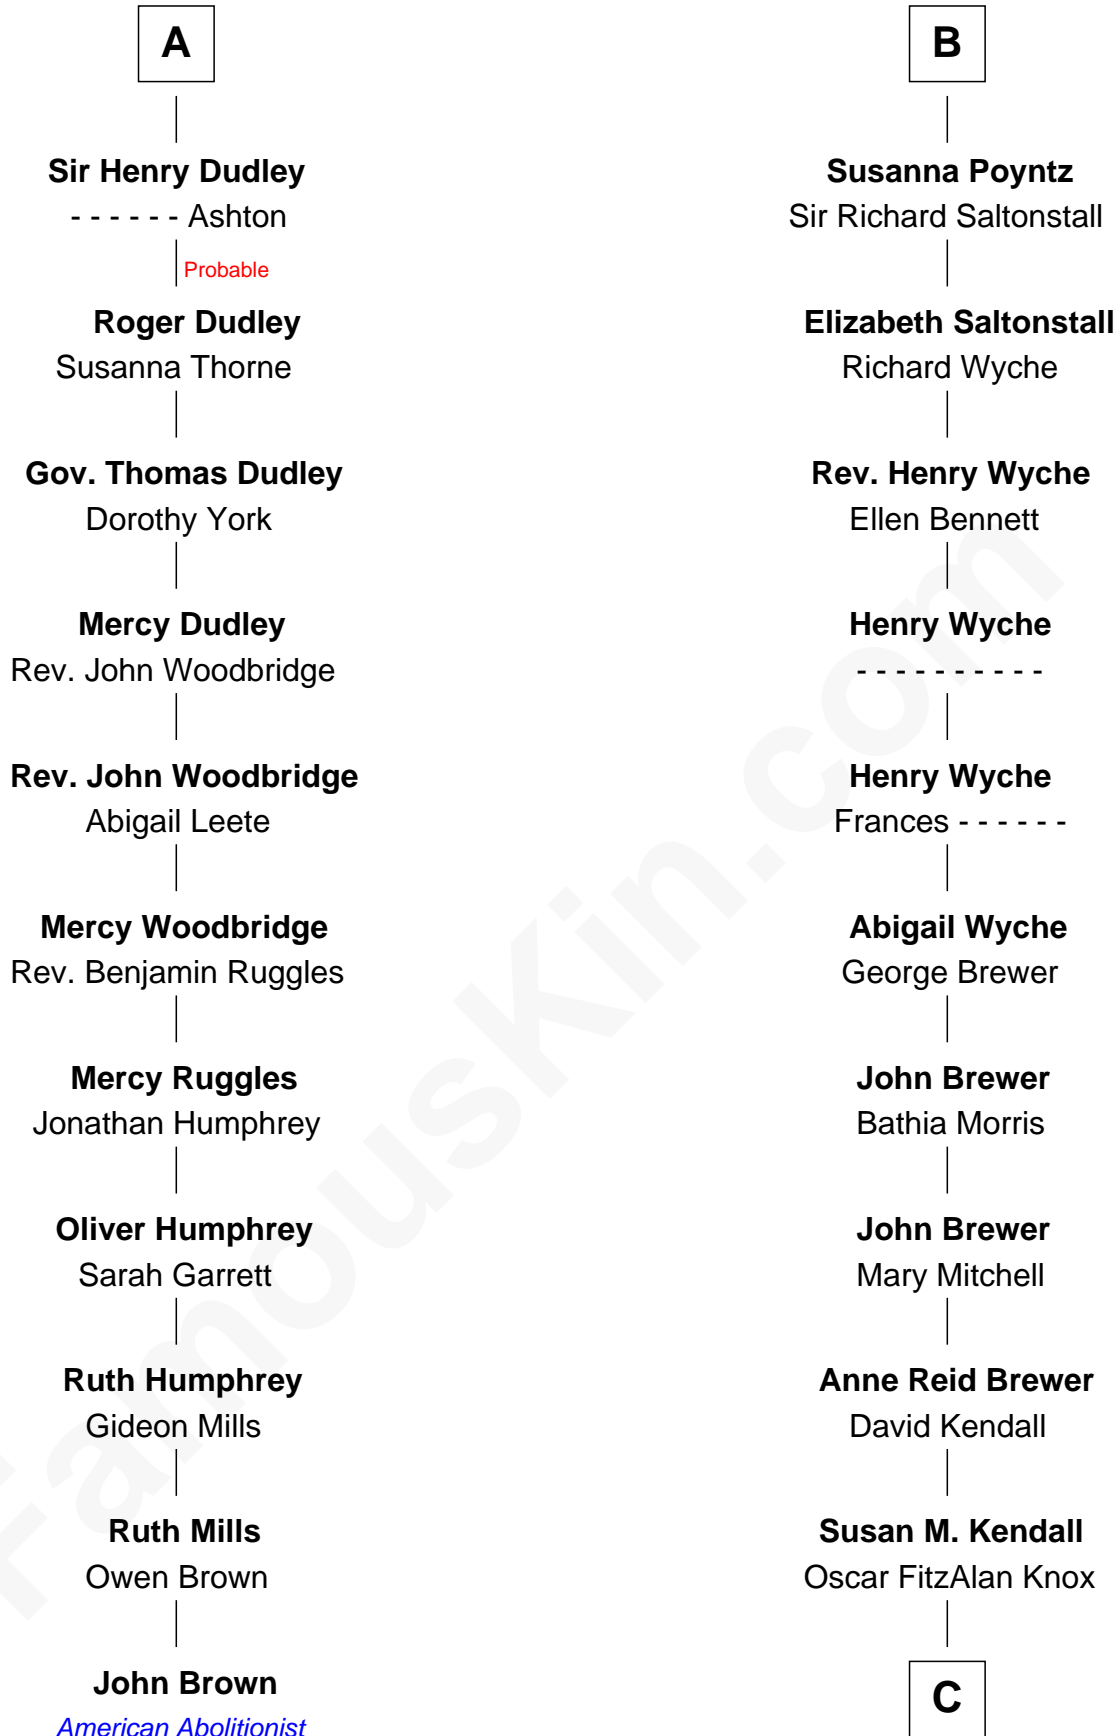 A
Sir Henry Dudley
- - - - - - Ashton
Probable
Roger Dudley
Susanna Thorne
Gov. Thomas Dudley
Dorothy York
Mercy Dudley
Rev. John Woodbridge
Rev. John Woodbridge
Abigail Leete
Mercy Woodbridge
Rev. Benjamin Ruggles
Mercy Ruggles
Jonathan Humphrey
Oliver Humphrey
Sarah Garrett
Ruth Humphrey
Gideon Mills
Ruth Mills
Owen Brown
John Brown
American Abolitionist
B
Susanna Poyntz
Sir Richard Saltonstall
Elizabeth Saltonstall
Richard Wyche
Rev. Henry Wyche
Ellen Bennett
Henry Wyche
- - - - - - - - - -
Henry Wyche
Frances - - - - - -
Abigail Wyche
George Brewer
John Brewer
Bathia Morris
John Brewer
Mary Mitchell
Anne Reid Brewer
David Kendall
Susan M. Kendall
Oscar FitzAlan Knox
C
FamousKin.com